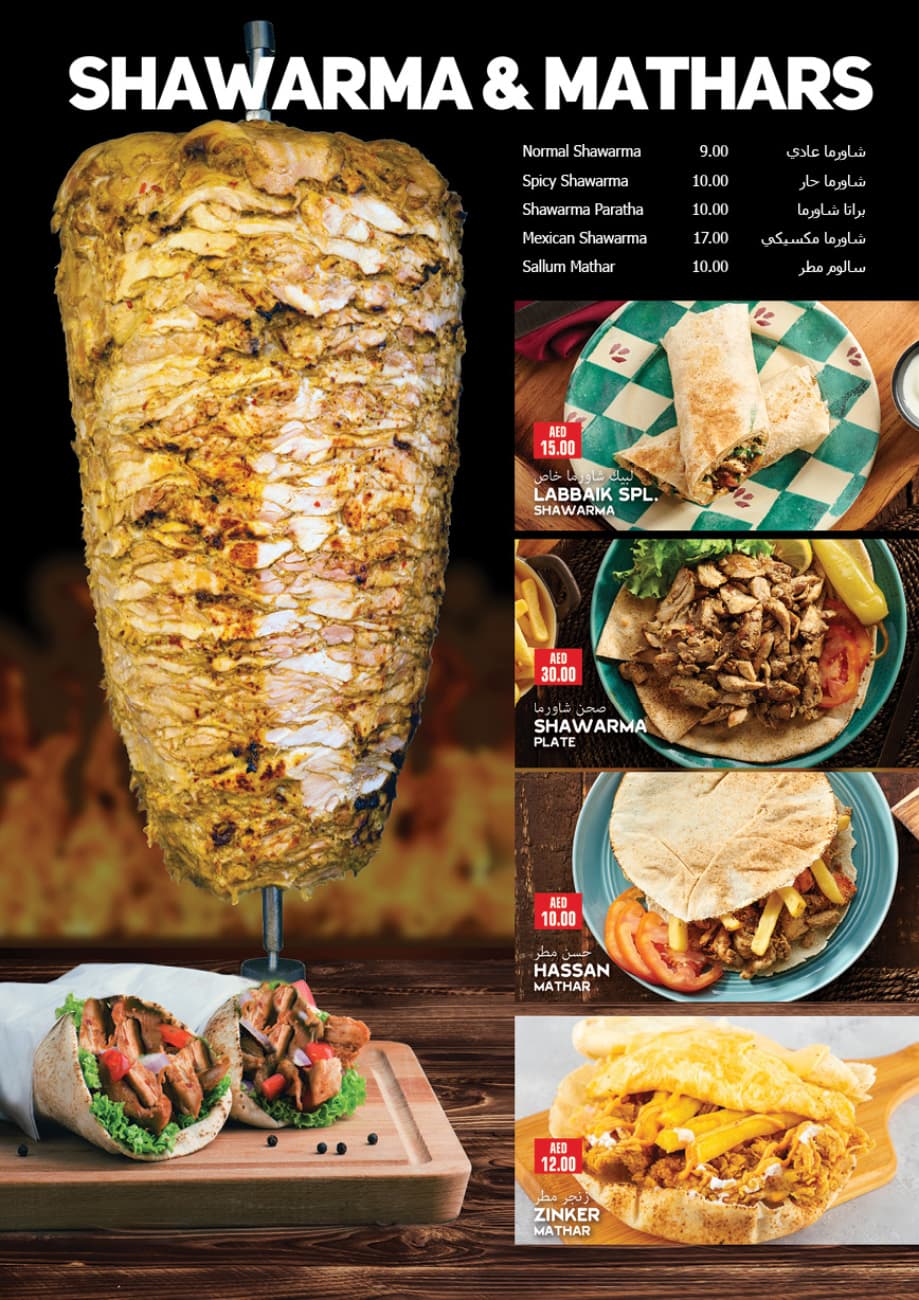 SHAWARMA & MATHARS
Normal Shawarma 9.00 شاورما عادي
Spicy Shawarma 10.00 شاورما حار
Shawarma Paratha 10.00 براتا شاورما
Mexican Shawarma 17.00 شاورما مكسيكي
Sallum Mathar 10.00 سالوم مطر
AED
15.00
لبيك شاورما خاص
LABBAIK SPL.
SHAWARMA
AED
30.00
صحن شاورما
SHAWARMA
PLATE
AED
10.00
حسن مطر
HASSAN
MATHAR
AED
12.00
زنجر مطر
ZINKER
MATHAR